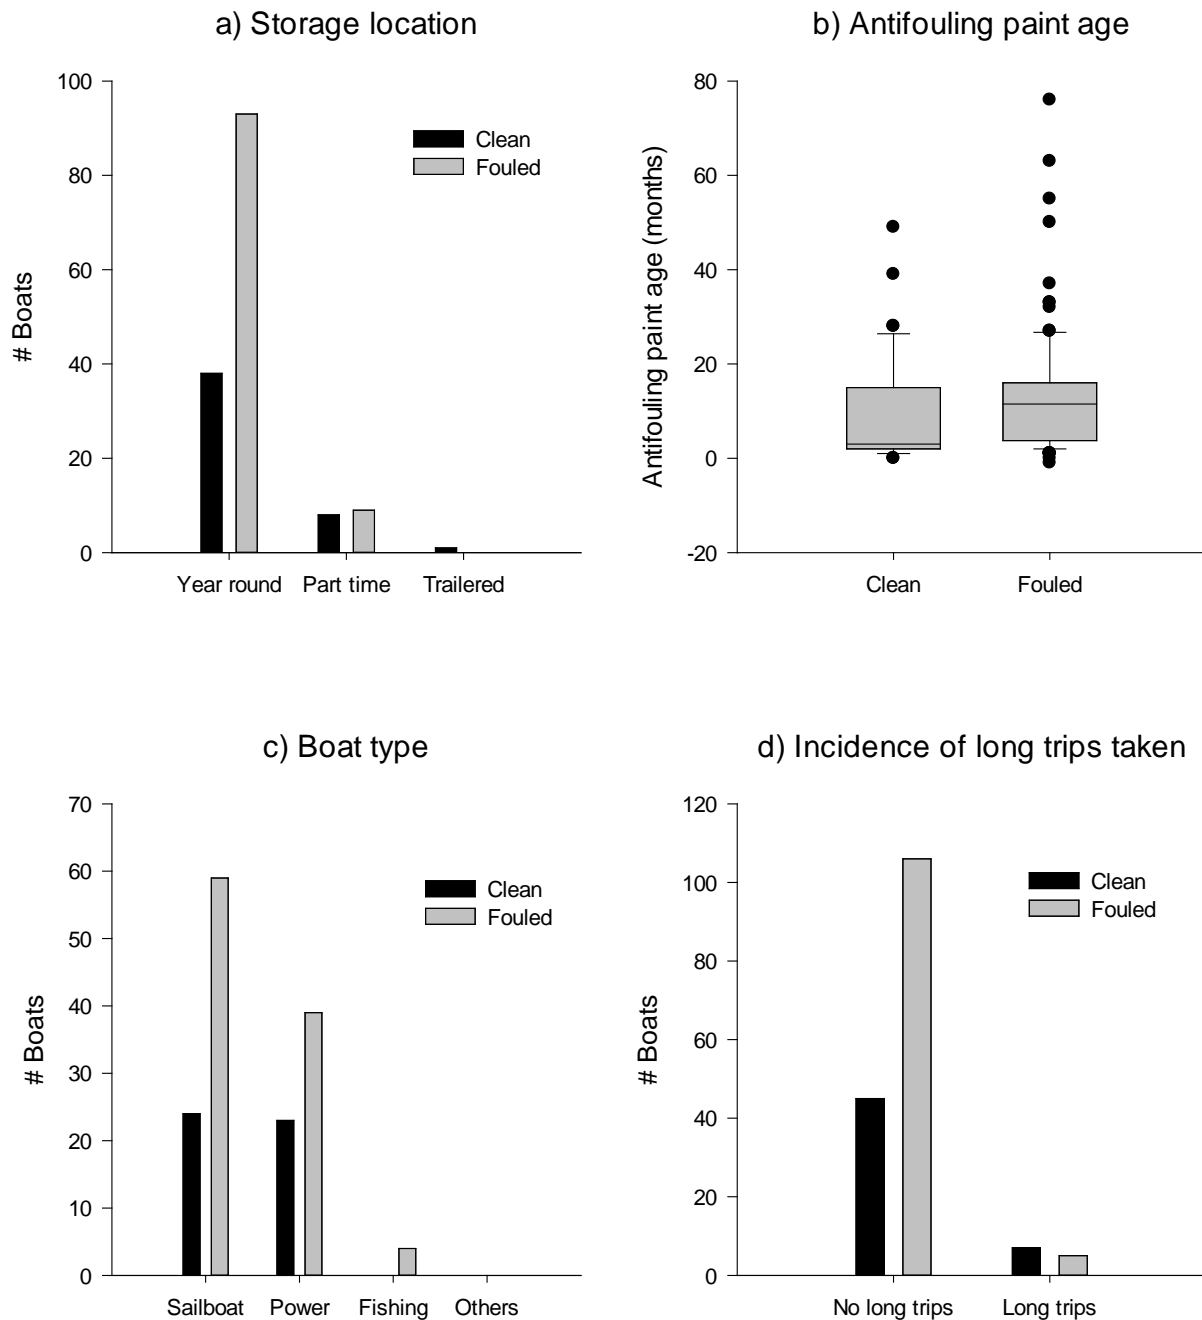 a) Storage location
# Boats
100
80
60
40
20
0
Clean
Fouled
Year round
Part time
Trailered
b) Antifouling paint age
Antifouling paint age (months)
80
60
40
20
0
-20
Clean
Fouled
c) Boat type
# Boats
70
60
50
40
30
20
10
0
Clean
Fouled
Sailboat
Power
Fishing
Others
d) Incidence of long trips taken
# Boats
120
100
80
60
40
20
0
Clean
Fouled
No long trips
Long trips